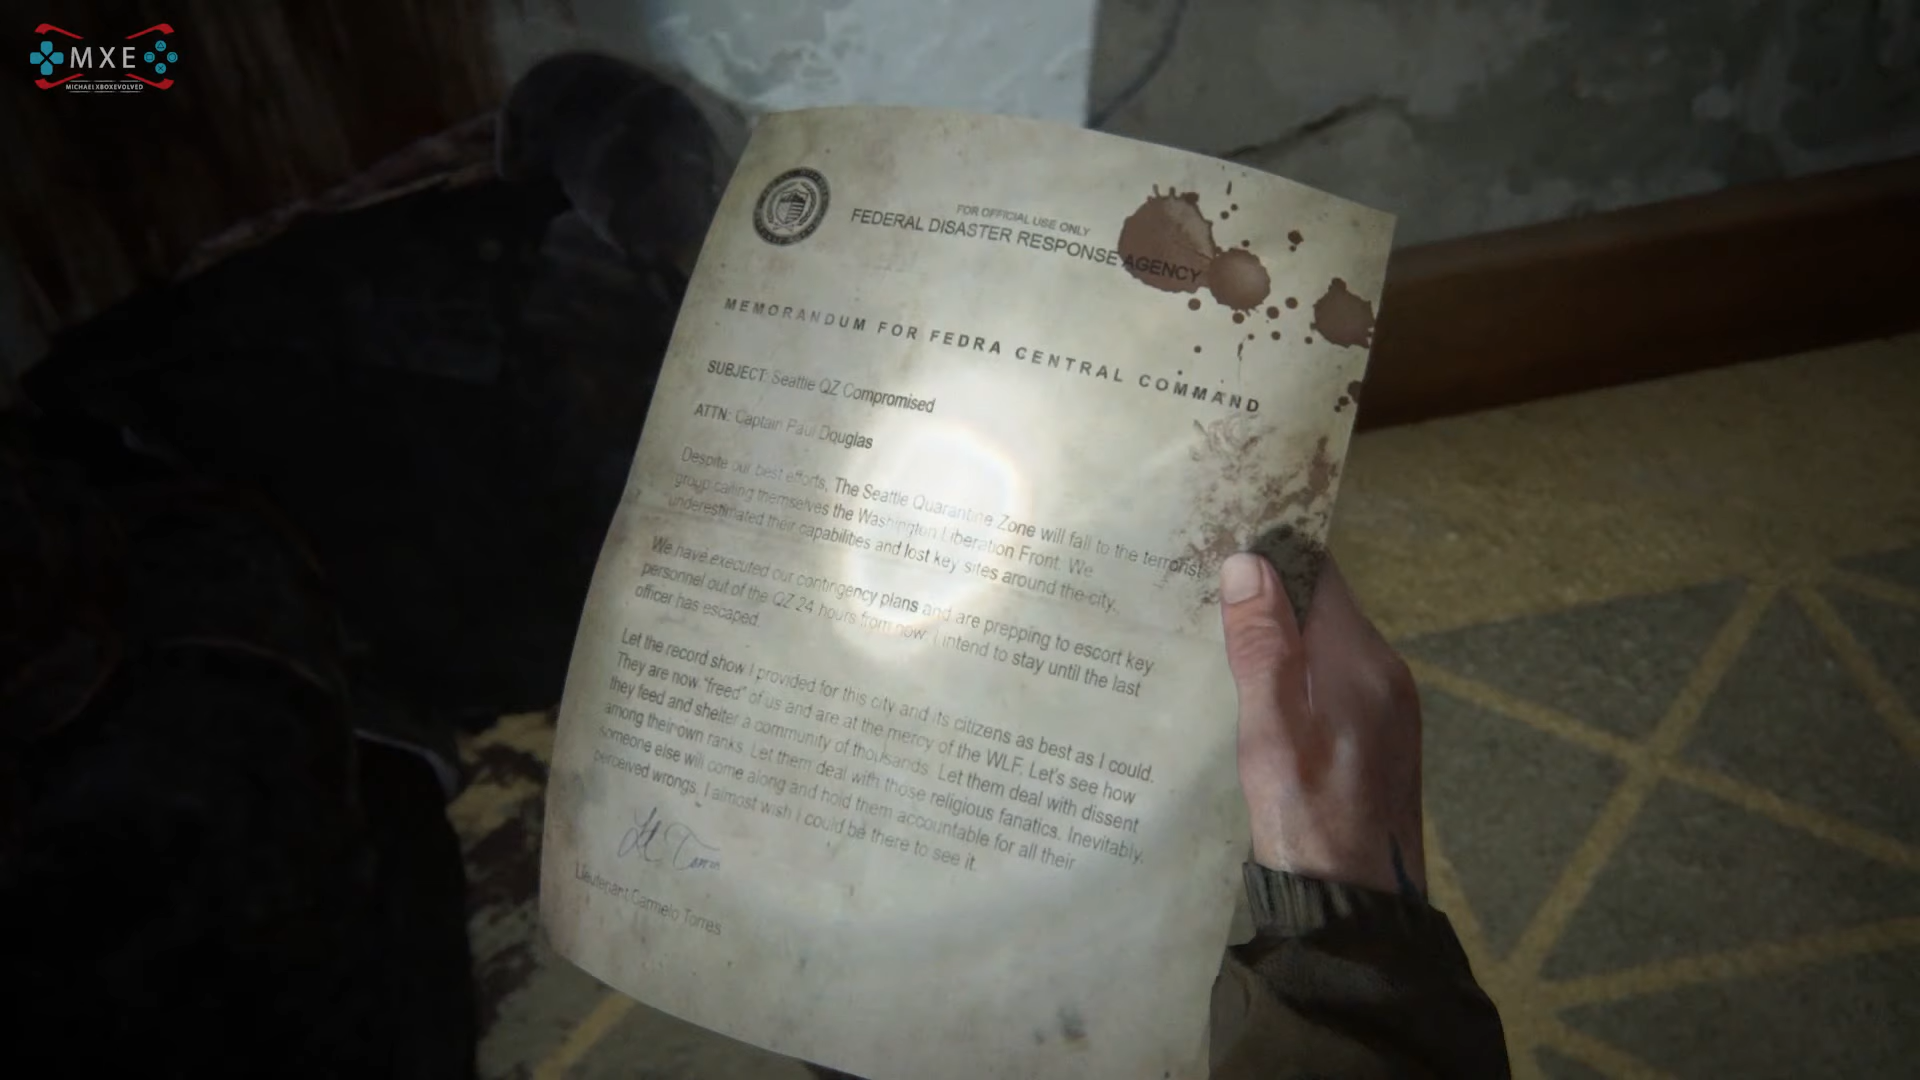 MXE
MICHAELXBOXEVOLVED
FOR OFFICIAL USE ONLY
FEDERAL DISASTER RESPONSE AGENCY
MEMORANDUM FOR FEDRA CENTRAL COMMAND
SUBJECT: Seattle QZ Compromised
ATTN: Captain Paul Douglas
Despite our best efforts, The Seattle Quarantine Zone will fall to the terrorist
group calling themselves the Washington Liberation Front. We
underestimated their capabilities and lost key sites around the city.
We have executed our contingency plans and are prepping to escort key
personnel out of the QZ 24 hours from now. I intend to stay until the last
officer has escaped.
Let the record show I provided for this city and its citizens as best as I could.
They are now "freed" of us and are at the mercy of the WLF. Let's see how
they feed and shelter a community of thousands. Let them deal with dissent
among their own ranks. Let them deal with those religious fanatics. Inevitably,
someone else will come along and hold them accountable for all their
perceived wrongs. I almost wish I could be there to see it.
Lt Torres
Lieutenant Carmelo Torres